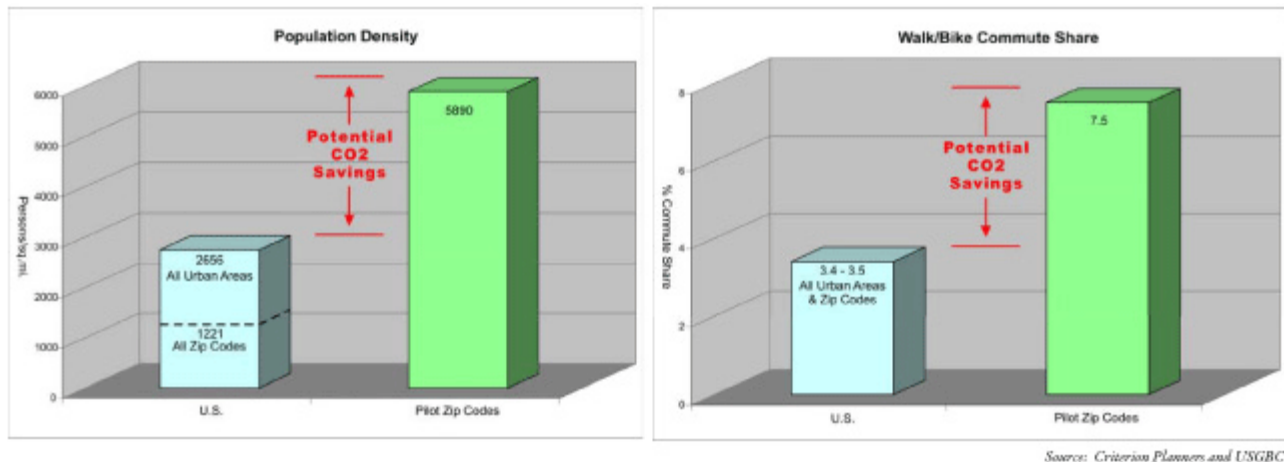 Population Density
6000
5000
4000
3000
2000
1000
0
Persons/sq.mi.
2656
All Urban Areas
1221
All Zip Codes
Potential
CO2
Savings
5890
U.S.
Pilot Zip Codes
Walk/Bike Commute Share
8
6
4
2
0
% Commute Share
3.4 - 3.5
All Urban Areas
& Zip Codes
Potential
CO2
Savings
7.5
U.S.
Pilot Zip Codes
Source: Criterion Planners and USGBC